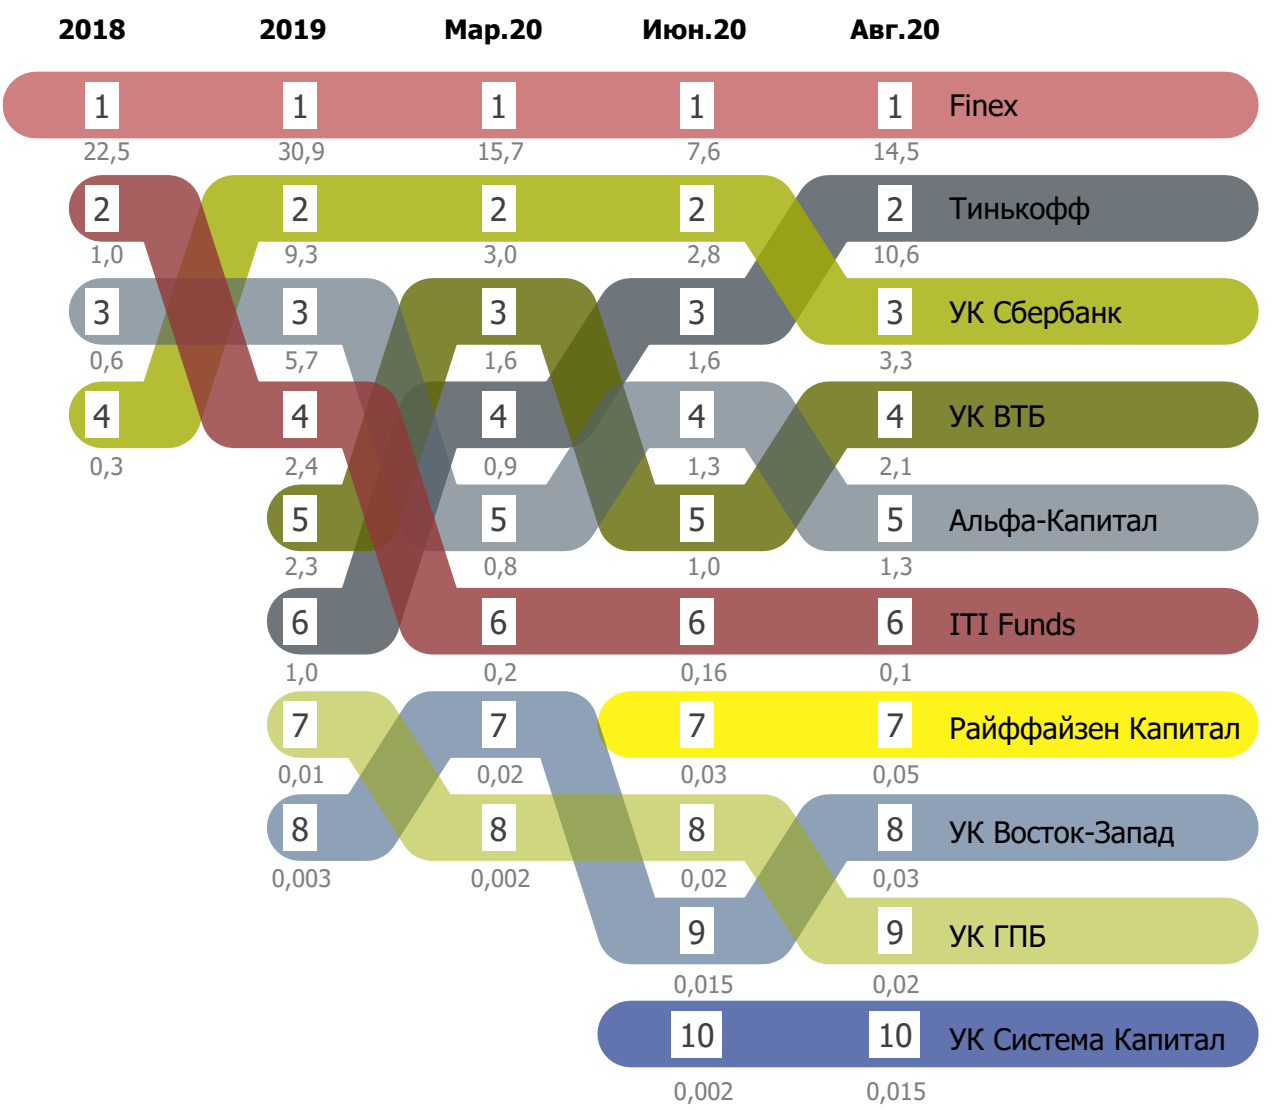 2018 2019 Мар.20 Июн.20 Авг.20
1 1 1 1 1 Finex
22,5 30,9 15,7 7,6 14,5
2 2 2 2 2 Тинькофф
1,0 9,3 3,0 2,8 10,6
3 3 3 3 3 УК Сбербанк
0,6 5,7 1,6 1,6 3,3
4 4 4 4 4 УК ВТБ
0,3 2,4 0,9 1,3 2,1
5 5 5 5 Альфа-Капитал
2,3 0,8 1,0 1,3
6 6 6 6 ITI Funds
1,0 0,2 0,16 0,1
7 7 7 7 Райффайзен Капитал
0,01 0,02 0,03 0,05
8 8 8 8 УК Восток-Запад
0,003 0,002 0,02 0,03
9 9 УК ГПБ
0,015 0,02
10 10 УК Система Капитал
0,002 0,015